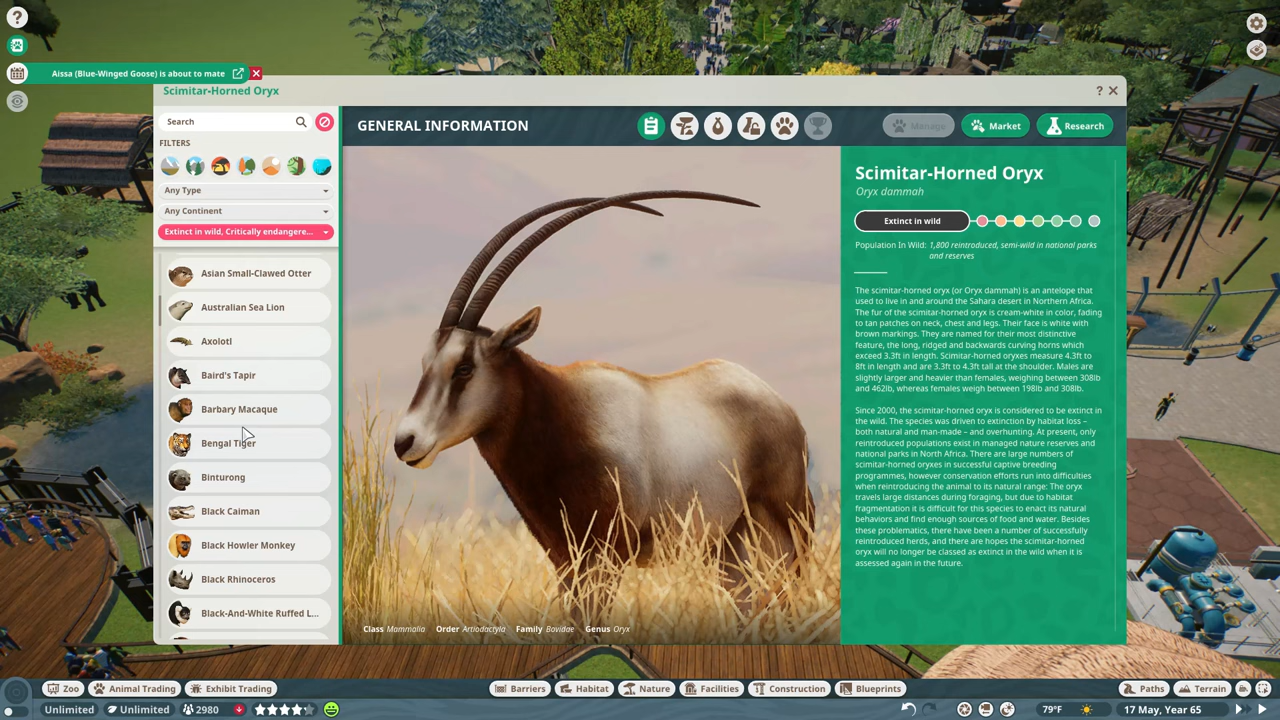 Aissa (Blue-Winged Goose) is about to mate
Scimitar-Horned Oryx
?
Search
FILTERS
Any Type
Any Continent
Extinct in wild, Critically endangere...
Asian Small-Clawed Otter
Australian Sea Lion
Axolotl
Baird's Tapir
Barbary Macaque
Bengal Tiger
Binturong
Black Caiman
Black Howler Monkey
Black Rhinoceros
Black-And-White Ruffed L...
GENERAL INFORMATION
Manage
Market
Research
Scimitar-Horned Oryx
Oryx dammah
Extinct in wild
Population In Wild: 1,800 reintroduced, semi-wild in national parks
and reserves
The scimitar-horned oryx (or Oryx dammah) is an antelope that
used to live in and around the Sahara desert in Northern Africa.
The fur of the scimitar-horned oryx is cream-white in color, fading
to tan patches on neck, chest and legs. Their face is white with
brown markings. They are named for their most distinctive
feature, the long, ridged and backwards curving horns which
exceed 3.3ft in length. Scimitar-horned oryxes measure 4.3ft to
8ft in length and are 3.3ft to 4.3ft tall at the shoulder. Males are
slightly larger and heavier than females, weighing between 308lb
and 462lb, whereas females weigh between 198lb and 308lb.
Since 2000, the scimitar-horned oryx is considered to be extinct in
the wild. The species was driven to extinction by habitat loss –
both natural and man-made – and overhunting. At present, only
reintroduced populations exist in managed nature reserves and
national parks in North Africa. There are large numbers of
scimitar-horned oryxes in successful captive breeding
programmes, however conservation efforts run into difficulties
when reintroducing the animal to its natural range: The oryx
travels large distances during foraging, but due to habitat
fragmentation it is difficult for this species to enact its natural
behaviors and find enough sources of food and water. Besides
these problematics, there have been a number of successfully
reintroduced herds, and there are hopes the scimitar-horned
oryx will no longer be classed as extinct in the wild when it is
assessed again in the future.
Class Mammalia Order Artiodactyla Family Bovidae Genus Oryx
?
Zoo
Animal Trading
Exhibit Trading
Barriers
Habitat
Nature
Facilities
Construction
Blueprints
Paths
Terrain
Unlimited
Unlimited
2980
79°F
17 May, Year 65